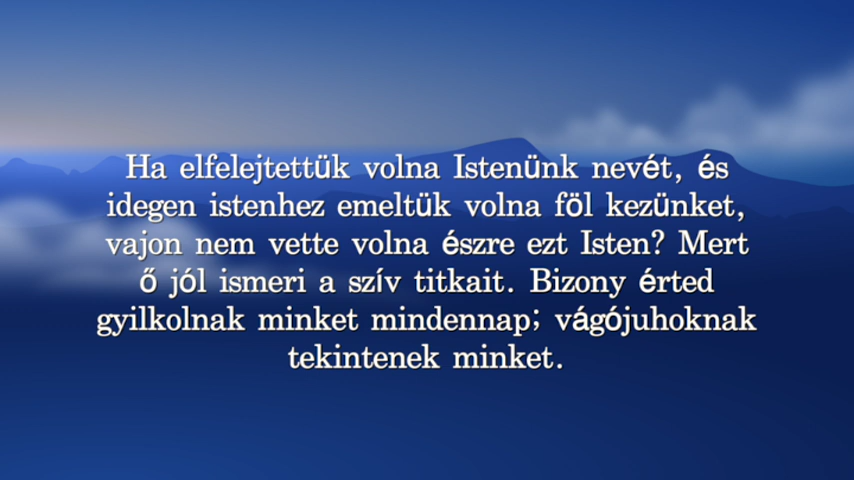 Ha elfelejtettük volna Istenünk nevét, és
idegen istenhez emeltük volna föl kezünket,
vajon nem vette volna észre ezt Isten? Mert
ő jól ismeri a szív titkait. Bizony érted
gyilkolnak minket mindennap; vágójuhoknak
tekintenek minket.